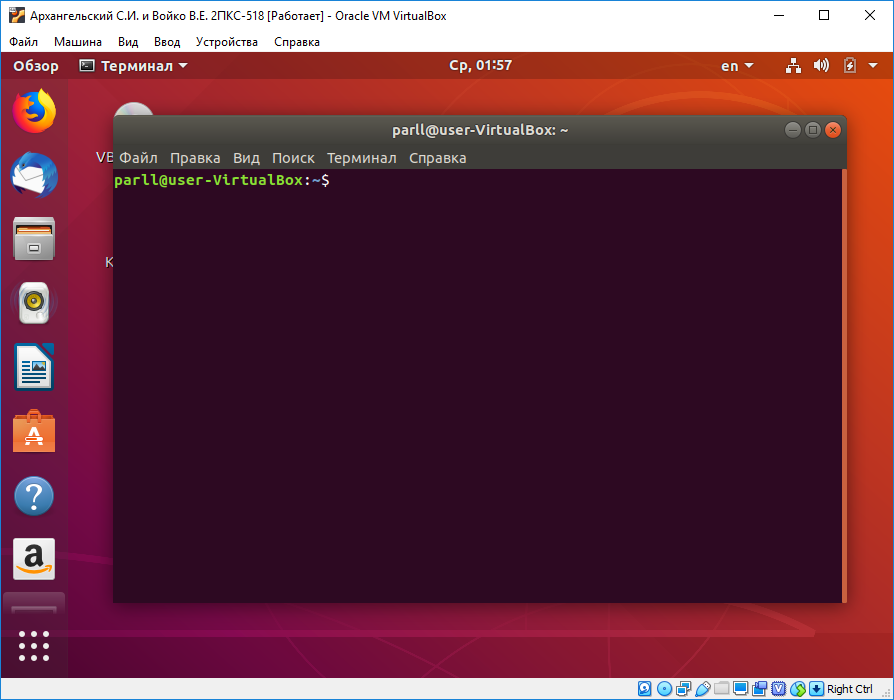 Архангельский С.И. и Войко В.Е. 2ПКС-518 [Работает] - Oracle VM VirtualBox
Файл Машина Вид Ввод Устройства Справка
Обзор Терминал Ср, 01:57 en
parll@user-VirtualBox: ~
VB
Файл Правка Вид Поиск Терминал Справка
parll@user-VirtualBox:~$
К
A
?
a
V
Right Ctrl